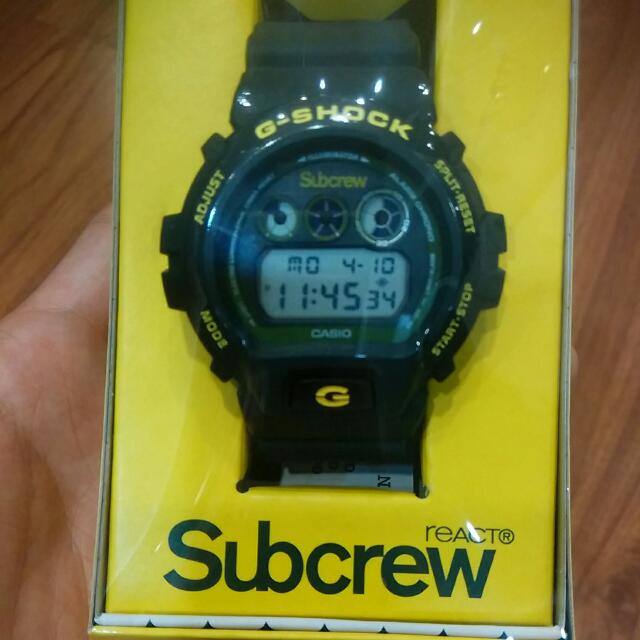 G-SHOCK
ADJUST
SPLIT·RESET
Subcrew
MO 4-10
P 11:45 34
CASIO
MODE
START·STOP
G
N
reACT®
Subcrew